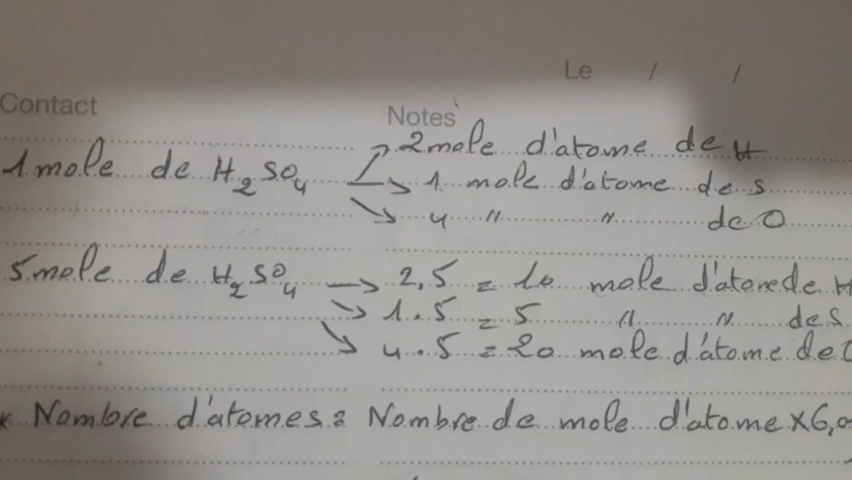 Le / /
Contact
Notes
1 mole de H₂SO₄ → 2 mole d'atome de H
→ 1 mole d'atome de S
→ 4 〃 〃 de O
5 mole de H₂SO₄ → 2.5 = 10 mole d'atome de H
→ 1.5 = 5 〃 〃 de S
→ 4.5 = 20 mole d'atome de O
* Nombre d'atomes = Nombre de mole d'atome x 6,0